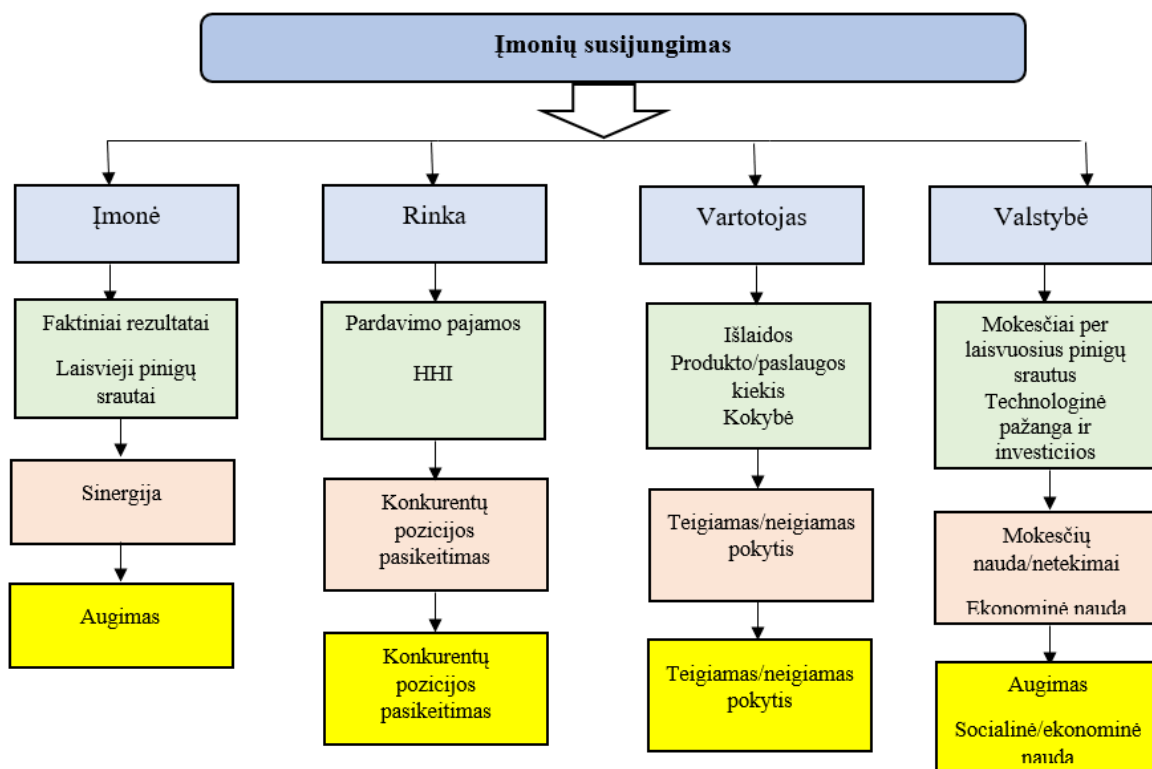 Įmonių susijungimas
Įmonė
Rinka
Vartotojas
Valstybė
Faktiniai rezultatai
Laisvieji pinigų
srautai
Pardavimo pajamos
HHI
Išlaidos
Produkto/paslaugos
kiekis
Kokybė
Mokesčiai per
laisvuosius pinigų
srautus
Technologinė
pažanga ir
investicijos
Sinergija
Konkurentų
pozicijos
pasikeitimas
Teigiamas/neigiamas
pokytis
Mokesčių
nauda/netekimai
Ekonominė nauda
Augimas
Konkurentų
pozicijos
pasikeitimas
Teigiamas/neigiamas
pokytis
Augimas
Socialinė/ekonominė
nauda